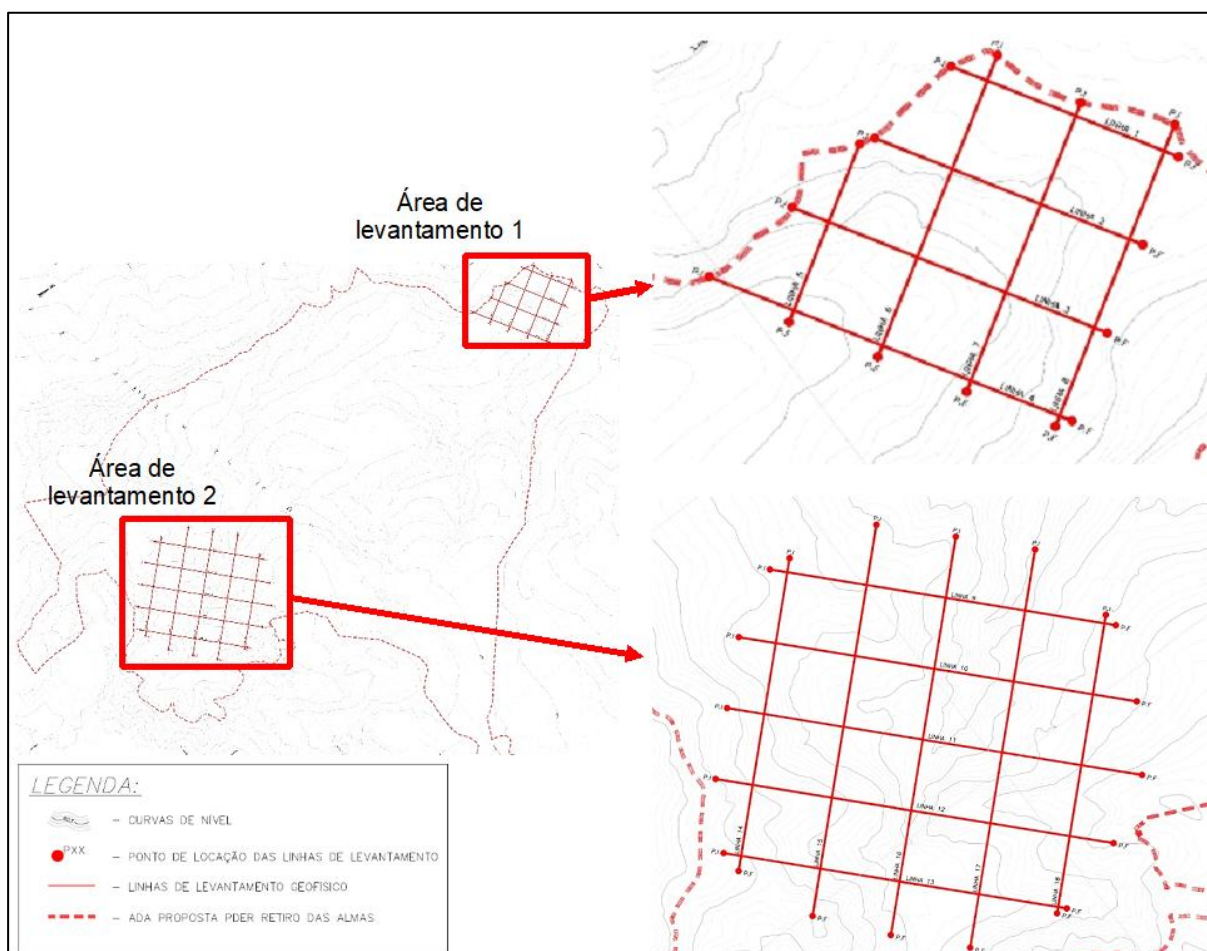 Área de
levantamento 1
Área de
levantamento 2
P.I
P.I
P.I
P.I
P.I
P.I
P.I
P.I
LINHA 1
LINHA 2
LINHA 3
LINHA 5
LINHA 6
LINHA 7
LINHA 8
P.F
P.F
P.F
P.F
P.F
P.F
P.I
P.I
P.I
P.I
P.I
P.I
P.I
P.I
P.I
LINHA 9
LINHA 10
LINHA 11
LINHA 12
LINHA 13
LINHA 14
LINHA 15
LINHA 16
LINHA 17
LINHA 18
P.F
P.F
P.F
P.F
P.F
P.F
P.F
P.F
P.F
LEGENDA:
– CURVAS DE NÍVEL
PXX
– PONTO DE LOCAÇÃO DAS LINHAS DE LEVANTAMENTO
– LINHAS DE LEVANTAMENTO GEOFÍSICO
– ADA PROPOSTA PDER RETIRO DAS ALMAS